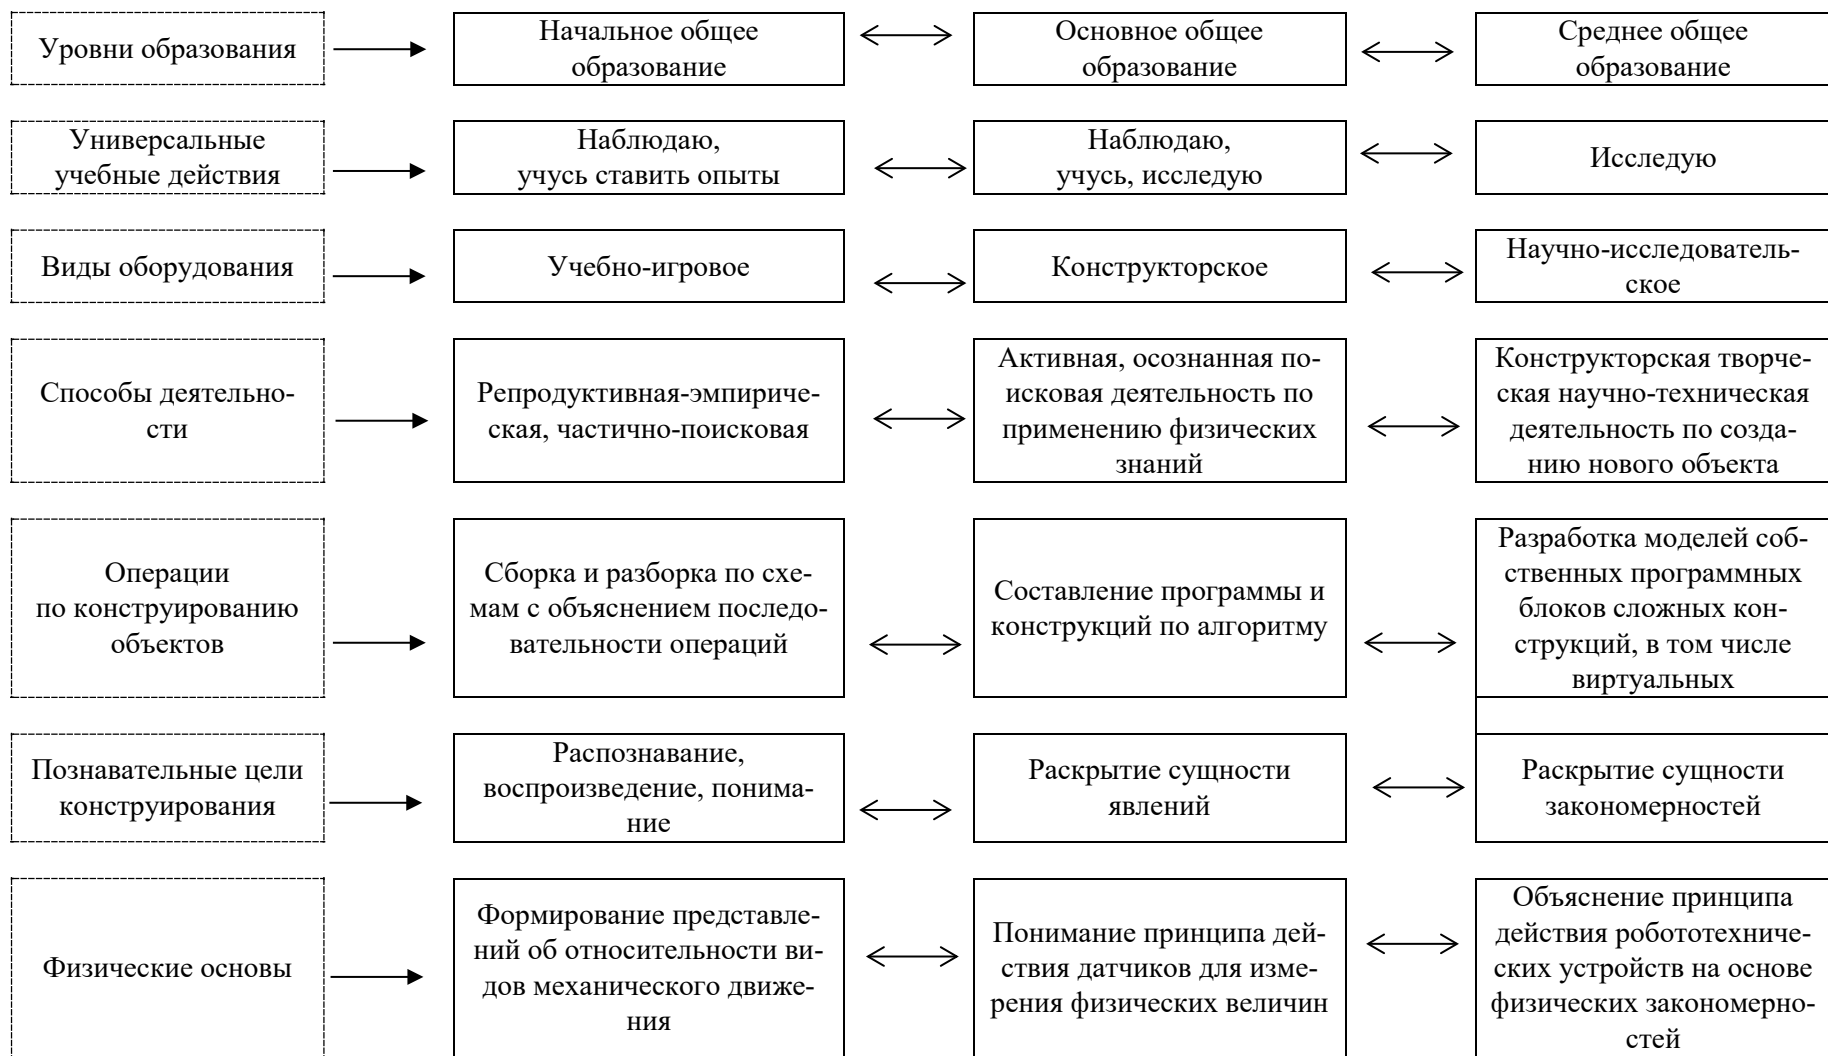 Уровни образования
Начальное общее
образование
Основное общее
образование
Среднее общее
образование
Универсальные
учебные действия
Наблюдаю,
учусь ставить опыты
Наблюдаю,
учусь, исследую
Исследую
Виды оборудования
Учебно-игровое
Конструкторское
Научно-исследователь-
ское
Способы деятельно-
сти
Репродуктивная-эмпириче-
ская, частично-поисковая
Активная, осознанная по-
исковая деятельность по
применению физических
знаний
Конструкторская творче-
ская научно-техническая
деятельность по созда-
нию нового объекта
Операции
по конструированию
объектов
Сборка и разборка по схе-
мам с объяснением последо-
вательности операций
Составление программы и
конструкций по алгоритму
Разработка моделей соб-
ственных программных
блоков сложных кон-
струкций, в том числе
виртуальных
Познавательные цели
конструирования
Распознавание,
воспроизведение, понима-
ние
Раскрытие сущности
явлений
Раскрытие сущности
закономерностей
Физические основы
Формирование представле-
ний об относительности ви-
дов механического движе-
ния
Понимание принципа дей-
ствия датчиков для изме-
рения физических величин
Объяснение принципа
действия робототехниче-
ских устройств на основе
физических закономерно-
стей